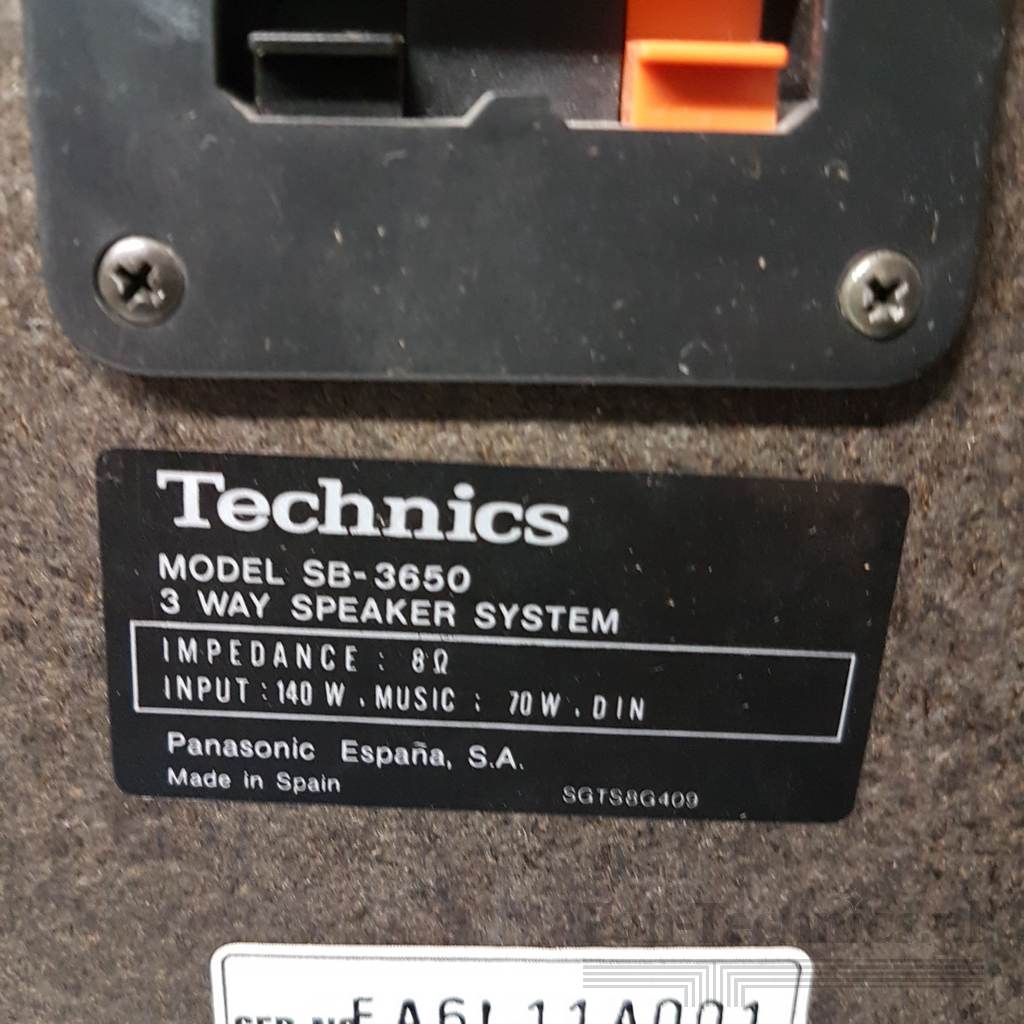 Technics
MODEL SB-3650
3 WAY SPEAKER SYSTEM
IMPEDANCE : 8Ω
INPUT : 140 W . MUSIC : 70 W . DIN
Panasonic España, S.A.
Made in Spain
SGTS8G409